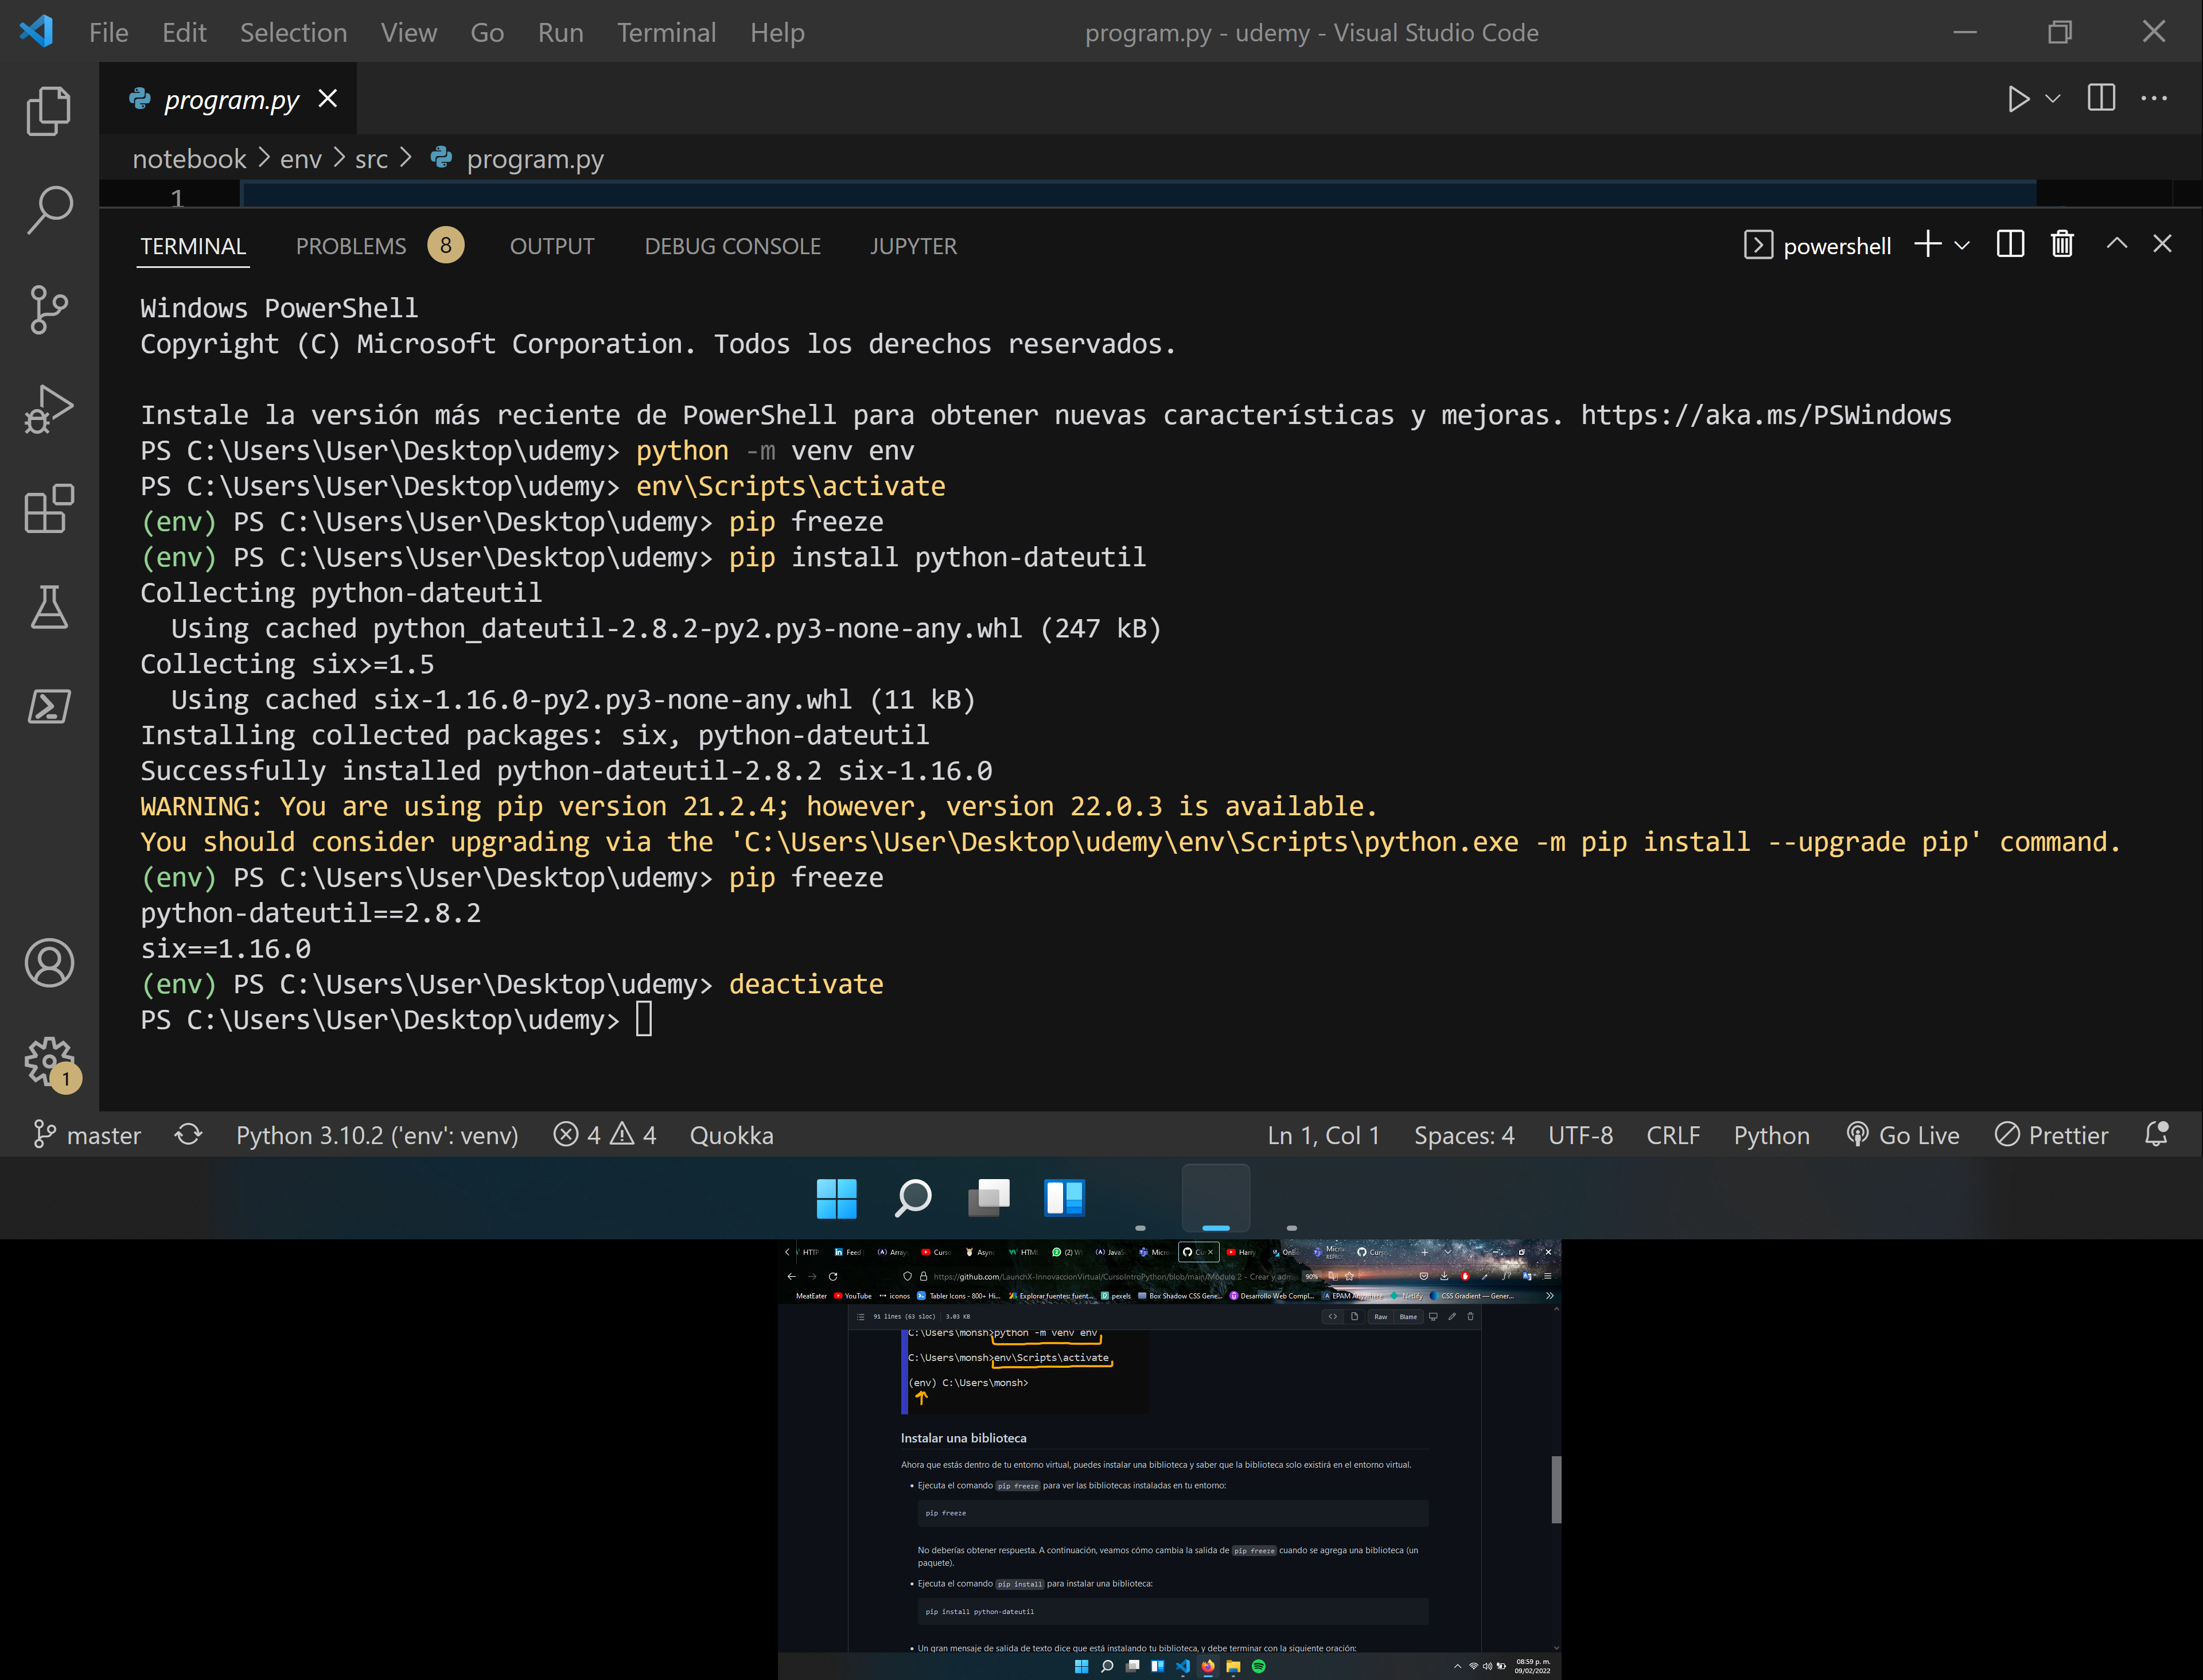 File Edit Selection View Go Run Terminal Help program.py - udemy - Visual Studio Code
program.py
notebook > env > src > program.py
1
TERMINAL PROBLEMS 8 OUTPUT DEBUG CONSOLE JUPYTER powershell
Windows PowerShell
Copyright (C) Microsoft Corporation. Todos los derechos reservados.
Instale la versión más reciente de PowerShell para obtener nuevas características y mejoras. https://aka.ms/PSWindows
PS C:\Users\User\Desktop\udemy> python -m venv env
PS C:\Users\User\Desktop\udemy> env\Scripts\activate
(env) PS C:\Users\User\Desktop\udemy> pip freeze
(env) PS C:\Users\User\Desktop\udemy> pip install python-dateutil
Collecting python-dateutil
  Using cached python_dateutil-2.8.2-py2.py3-none-any.whl (247 kB)
Collecting six>=1.5
  Using cached six-1.16.0-py2.py3-none-any.whl (11 kB)
Installing collected packages: six, python-dateutil
Successfully installed python-dateutil-2.8.2 six-1.16.0
WARNING: You are using pip version 21.2.4; however, version 22.0.3 is available.
You should consider upgrading via the 'C:\Users\User\Desktop\udemy\env\Scripts\python.exe -m pip install --upgrade pip' command.
(env) PS C:\Users\User\Desktop\udemy> pip freeze
python-dateutil==2.8.2
six==1.16.0
(env) PS C:\Users\User\Desktop\udemy> deactivate
PS C:\Users\User\Desktop\udemy>
1
master Python 3.10.2 ('env': venv) 4 4 Quokka Ln 1, Col 1 Spaces: 4 UTF-8 CRLF Python Go Live Prettier
HTTP Feed Array Curso Async HTML (2) W JavaS Micro Cu Harry OnB Micro Curs
https://github.com/LaunchX-InnovaccionVirtual/CursoIntroPython/blob/main/Módulo 2 - Crear y adm 90%
MeatEater YouTube iconos Tabler Icons - 800+ Hi... Explorar fuentes: fuent... pexels Box Shadow CSS Gene... Desarrollo Web Compl... EPAM Anywhere Netlify CSS Gradient — Gener...
91 lines (63 sloc) 3.03 KB Raw Blame
C:\Users\monsh>python -m venv env
C:\Users\monsh>env\Scripts\activate
(env) C:\Users\monsh>
Instalar una biblioteca
Ahora que estás dentro de tu entorno virtual, puedes instalar una biblioteca y saber que la biblioteca solo existirá en el entorno virtual.
• Ejecuta el comando pip freeze para ver las bibliotecas instaladas en tu entorno:
pip freeze
No deberías obtener respuesta. A continuación, veamos cómo cambia la salida de pip freeze cuando se agrega una biblioteca (un
paquete).
• Ejecuta el comando pip install para instalar una biblioteca:
pip install python-dateutil
• Un gran mensaje de salida de texto dice que está instalando tu biblioteca, y debe terminar con la siguiente oración:
08:59 p. m.
09/02/2022